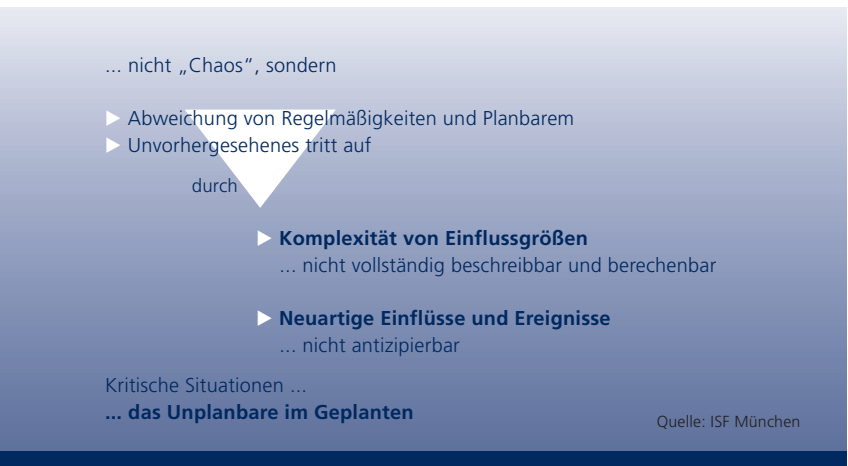 ... nicht „Chaos“, sondern
▶ Abweichung von Regelmäßigkeiten und Planbarem
▶ Unvorhergesehenes tritt auf
durch
▶ Komplexität von Einflussgrößen
... nicht vollständig beschreibbar und berechenbar
▶ Neuartige Einflüsse und Ereignisse
... nicht antizipierbar
Kritische Situationen ...
... das Unplanbare im Geplanten
Quelle: ISF München